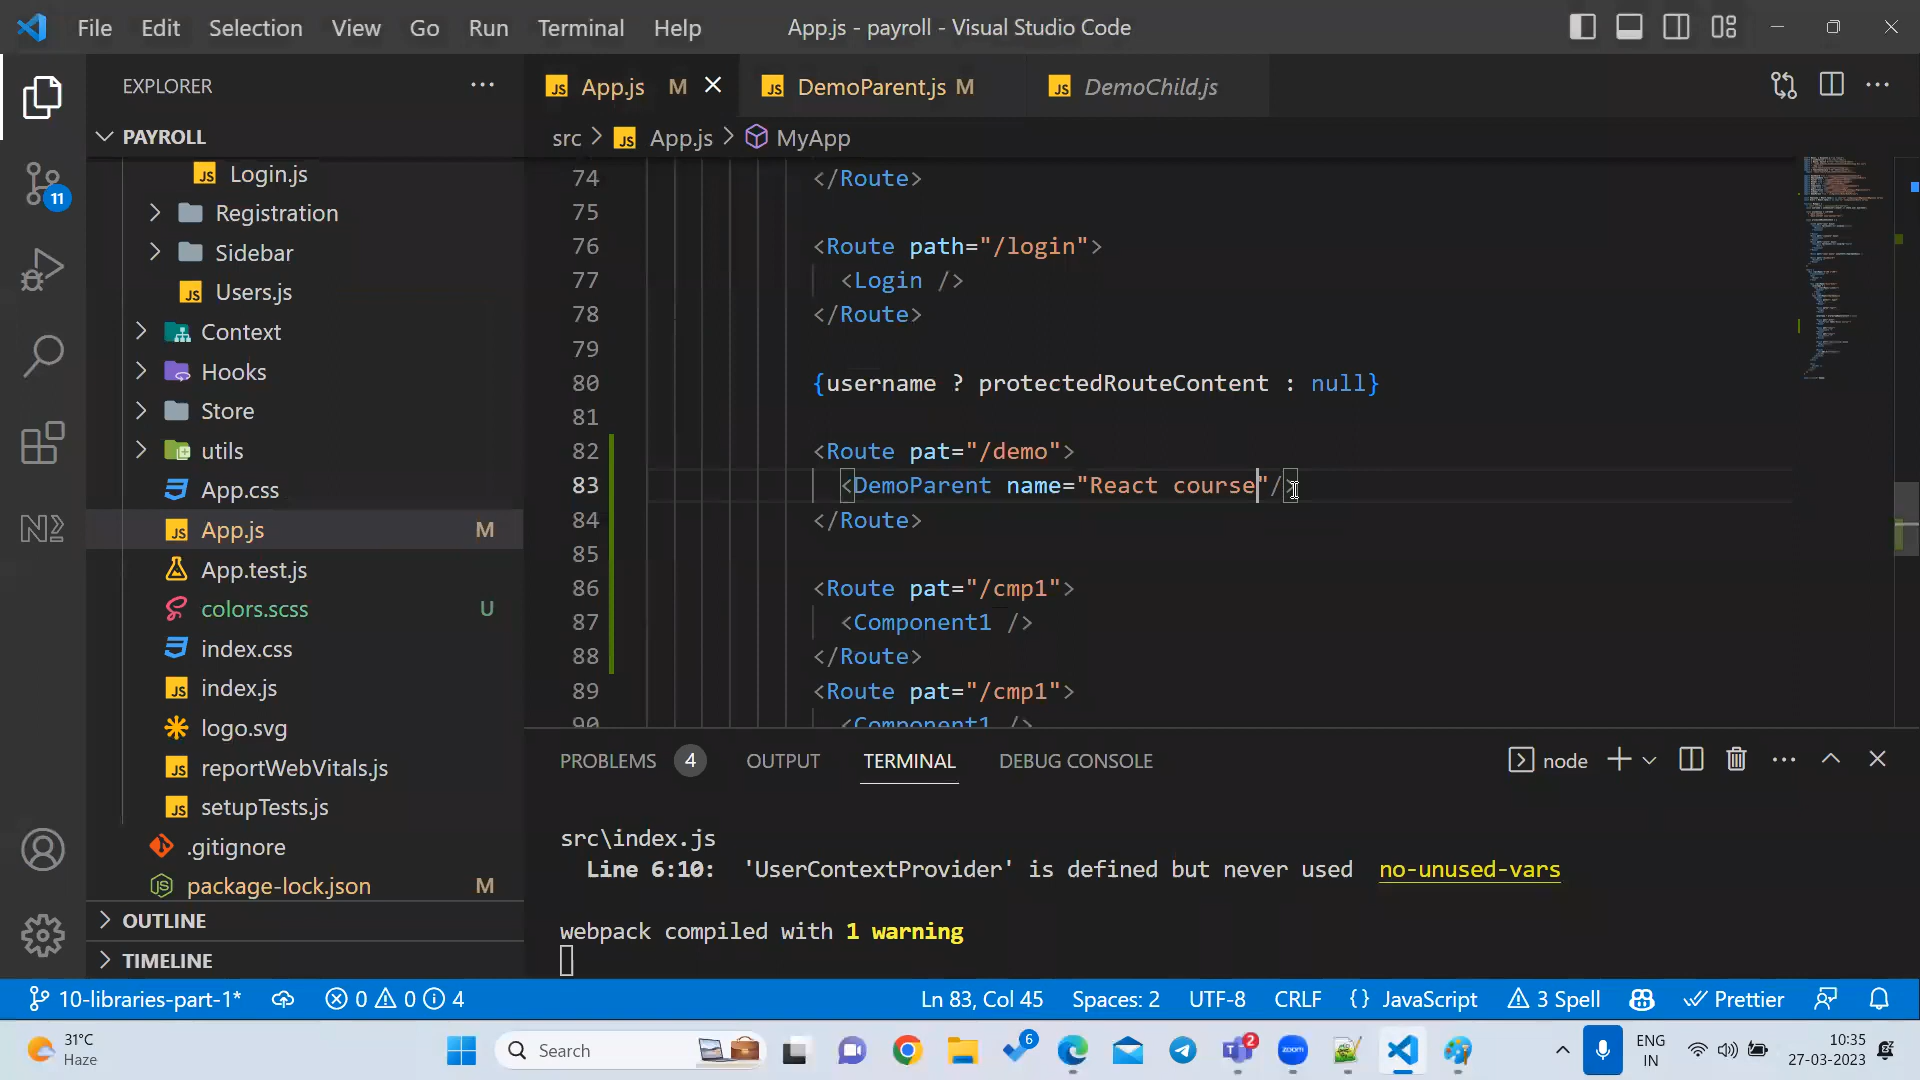 File Edit Selection View Go Run Terminal Help App.js - payroll - Visual Studio Code
EXPLORER
PAYROLL
Login.js
Registration
Sidebar
Users.js
Context
Hooks
Store
utils
App.css
App.js M
App.test.js
colors.scss U
index.css
index.js
logo.svg
reportWebVitals.js
setupTests.js
.gitignore
package-lock.json M
OUTLINE
TIMELINE
11
App.js M DemoParent.js M DemoChild.js
src > App.js > MyApp
74 </Route>
75
76 <Route path="/login">
77 <Login />
78 </Route>
79
80 {username ? protectedRouteContent : null}
81
82 <Route pat="/demo">
83 <DemoParent name="React course"/>
84 </Route>
85
86 <Route pat="/cmp1">
87 <Component1 />
88 </Route>
89 <Route pat="/cmp1">
90 <Component1 />
PROBLEMS 4 OUTPUT TERMINAL DEBUG CONSOLE node
src\index.js
Line 6:10: 'UserContextProvider' is defined but never used no-unused-vars
webpack compiled with 1 warning
10-libraries-part-1* 0 0 4 Ln 83, Col 45 Spaces: 2 UTF-8 CRLF {} JavaScript 3 Spell Prettier
31°C
Haze
Search
6
2
zoom
ENG
IN
10:35
27-03-2023